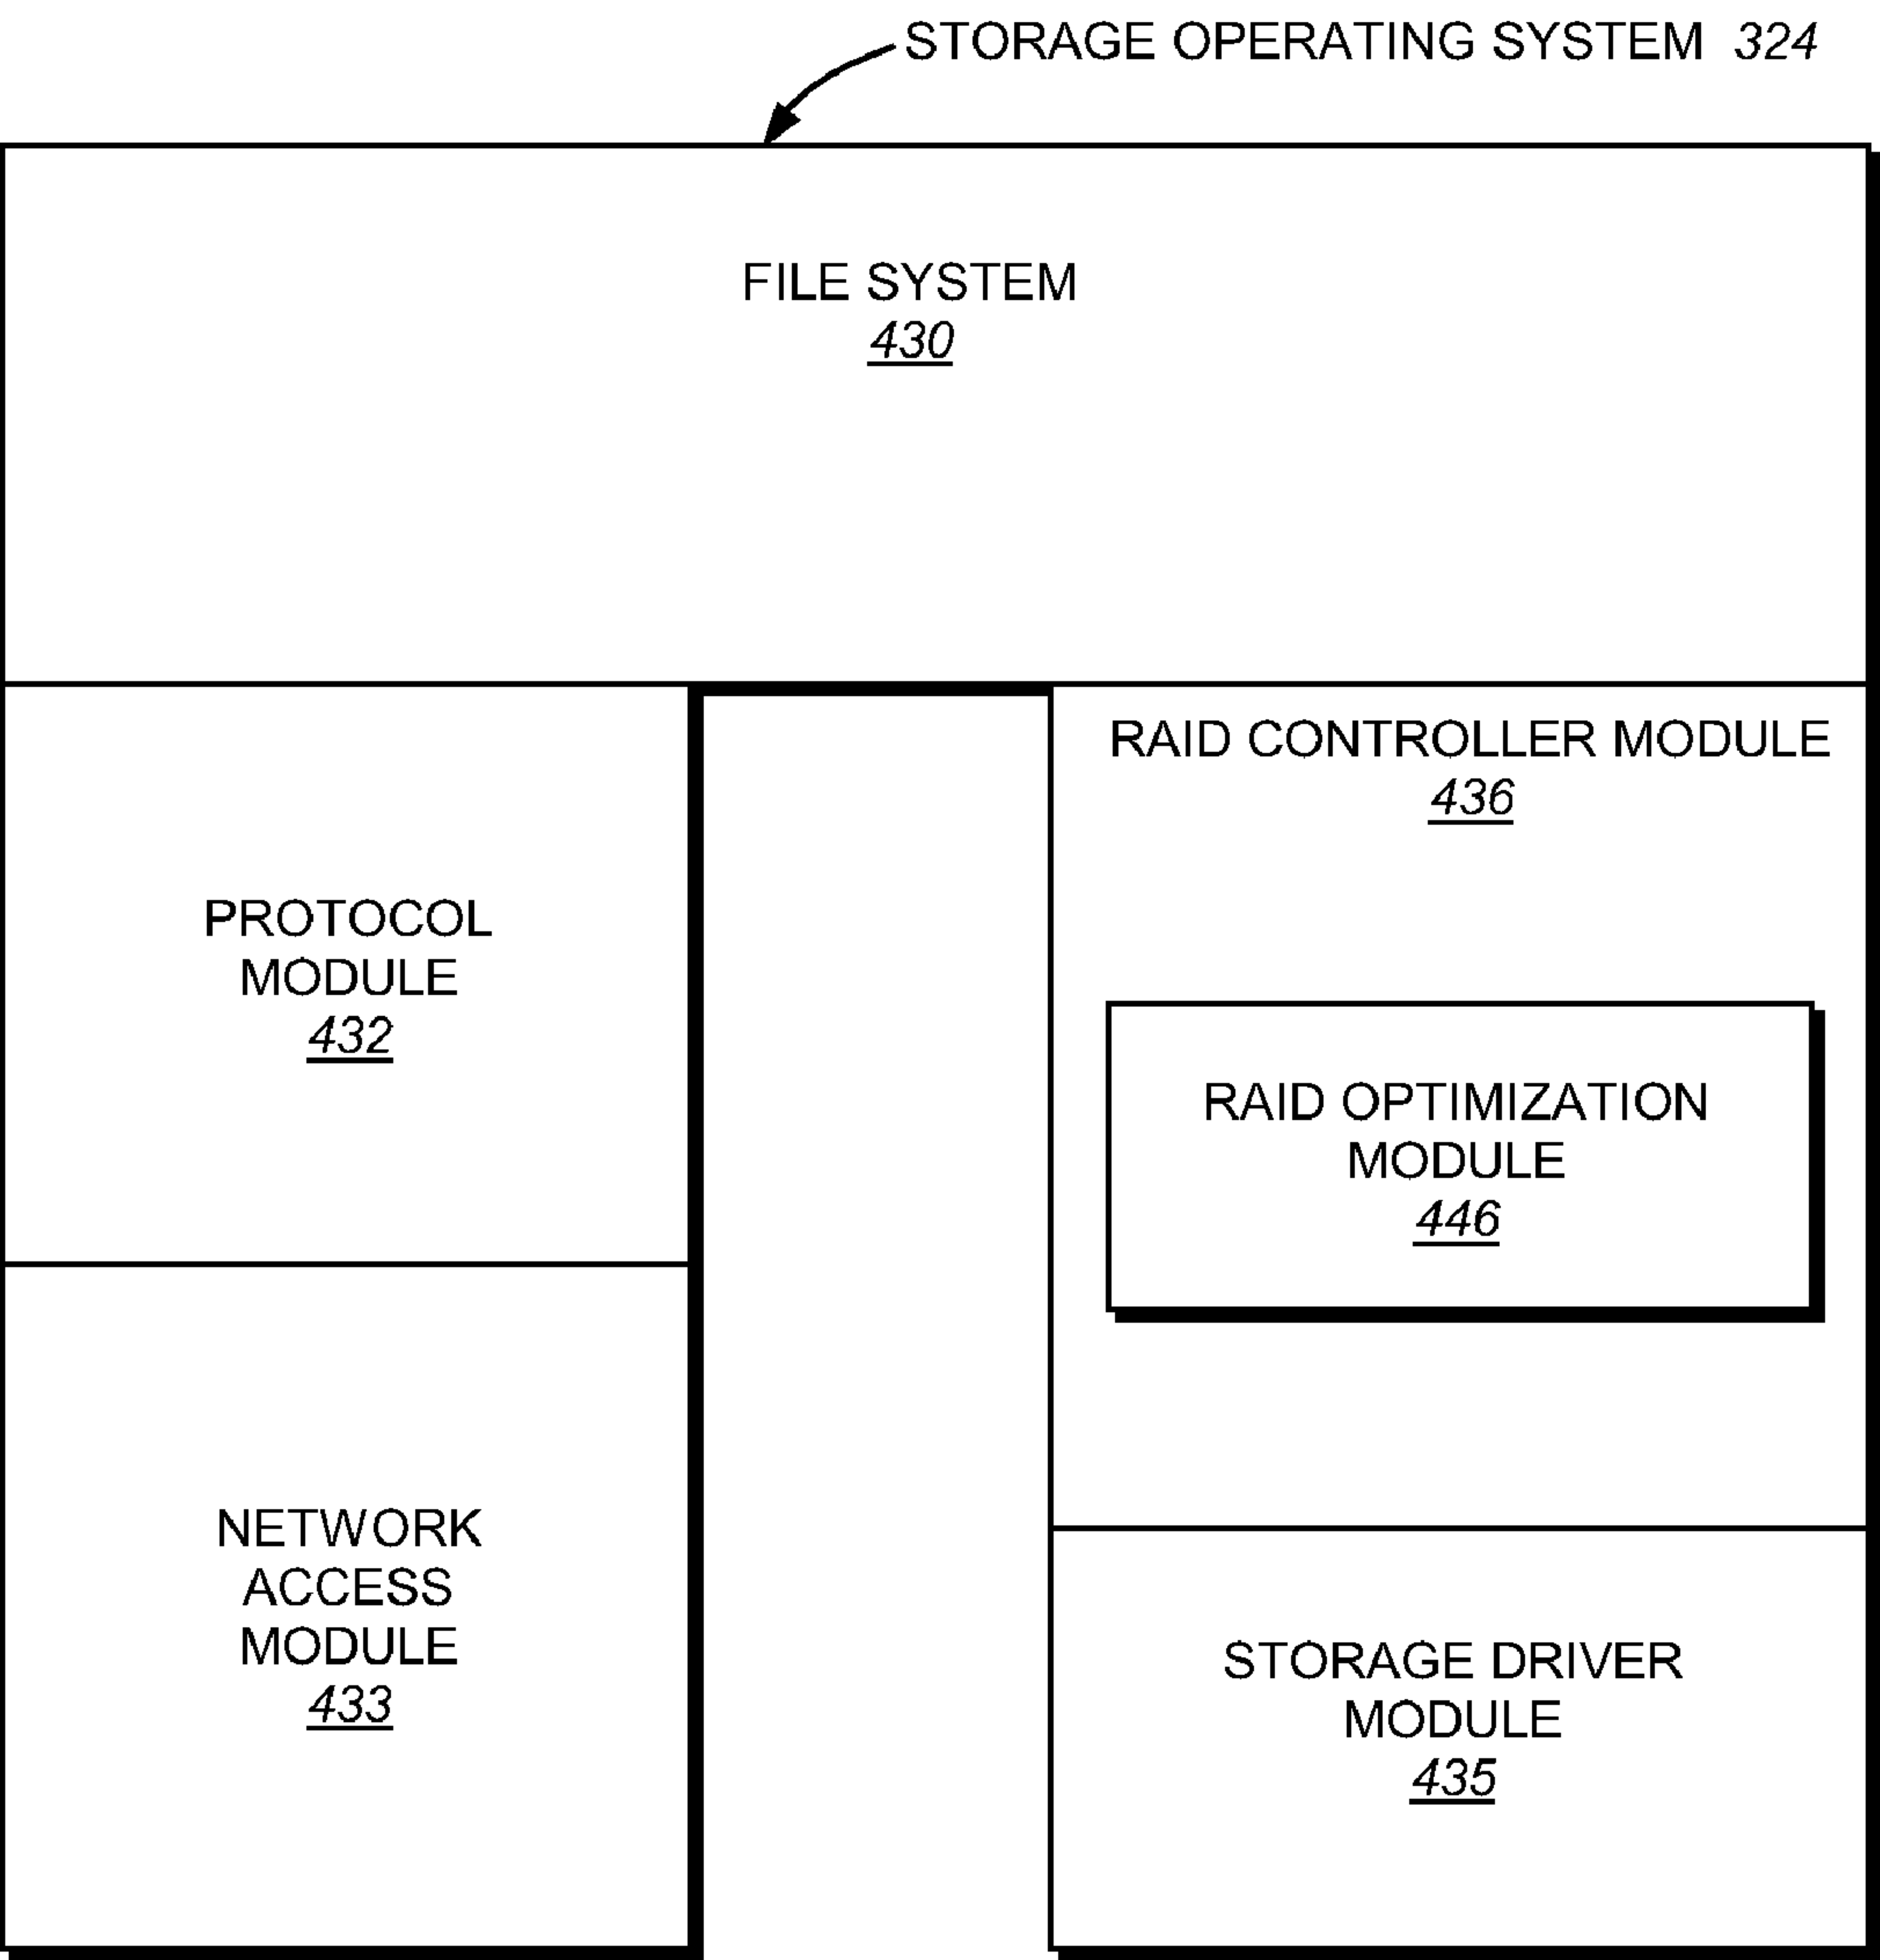 STORAGE OPERATING SYSTEM 324
FILE SYSTEM
430
PROTOCOL
MODULE
432
NETWORK
ACCESS
MODULE
433
RAID CONTROLLER MODULE
436
RAID OPTIMIZATION
MODULE
446
STORAGE DRIVER
MODULE
435